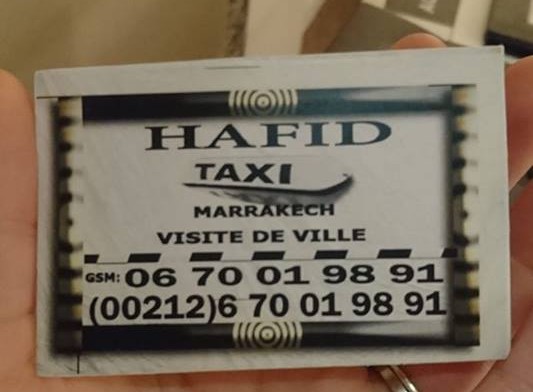 HAFID
TAXI
MARRAKECH
VISITE DE VILLE
GSM: 06 70 01 98 91
(00212)6 70 01 98 91